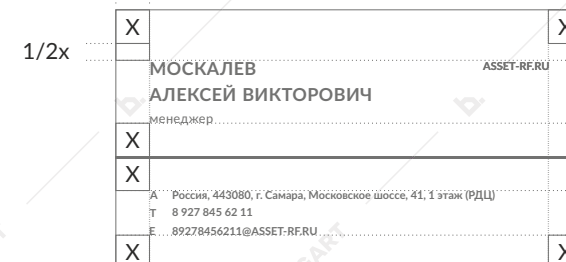 X X
1/2x
МОСКАЛЕВ ASSET-RF.RU
АЛЕКСЕЙ ВИКТОРОВИЧ
менеджер
X
X
А Россия, 443080, г. Самара, Московское шоссе, 41, 1 этаж (РДЦ)
Т 8 927 845 62 11
Е 89278456211@ASSET-RF.RU
X X